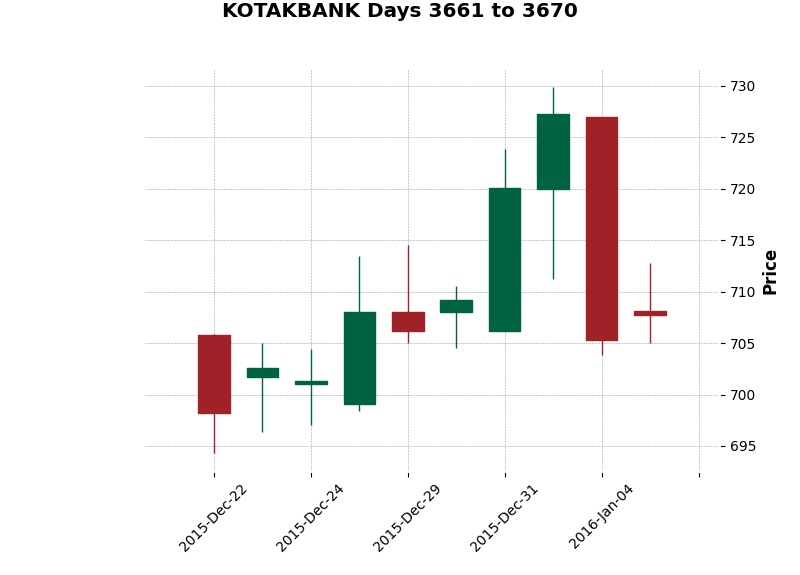 KOTAKBANK Days 3661 to 3670
730
725
720
715
710
705
700
695
Price
2015-Dec-22
2015-Dec-24
2015-Dec-29
2015-Dec-31
2016-Jan-04